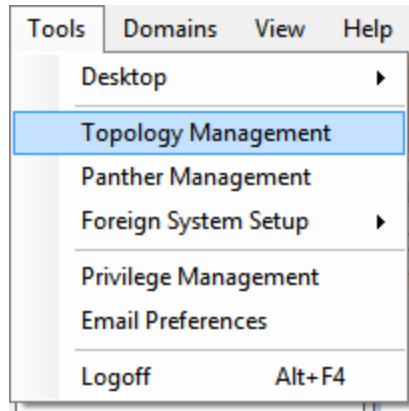 Tools Domains View Help
Desktop
Topology Management
Panther Management
Foreign System Setup
Privilege Management
Email Preferences
Logoff Alt+F4